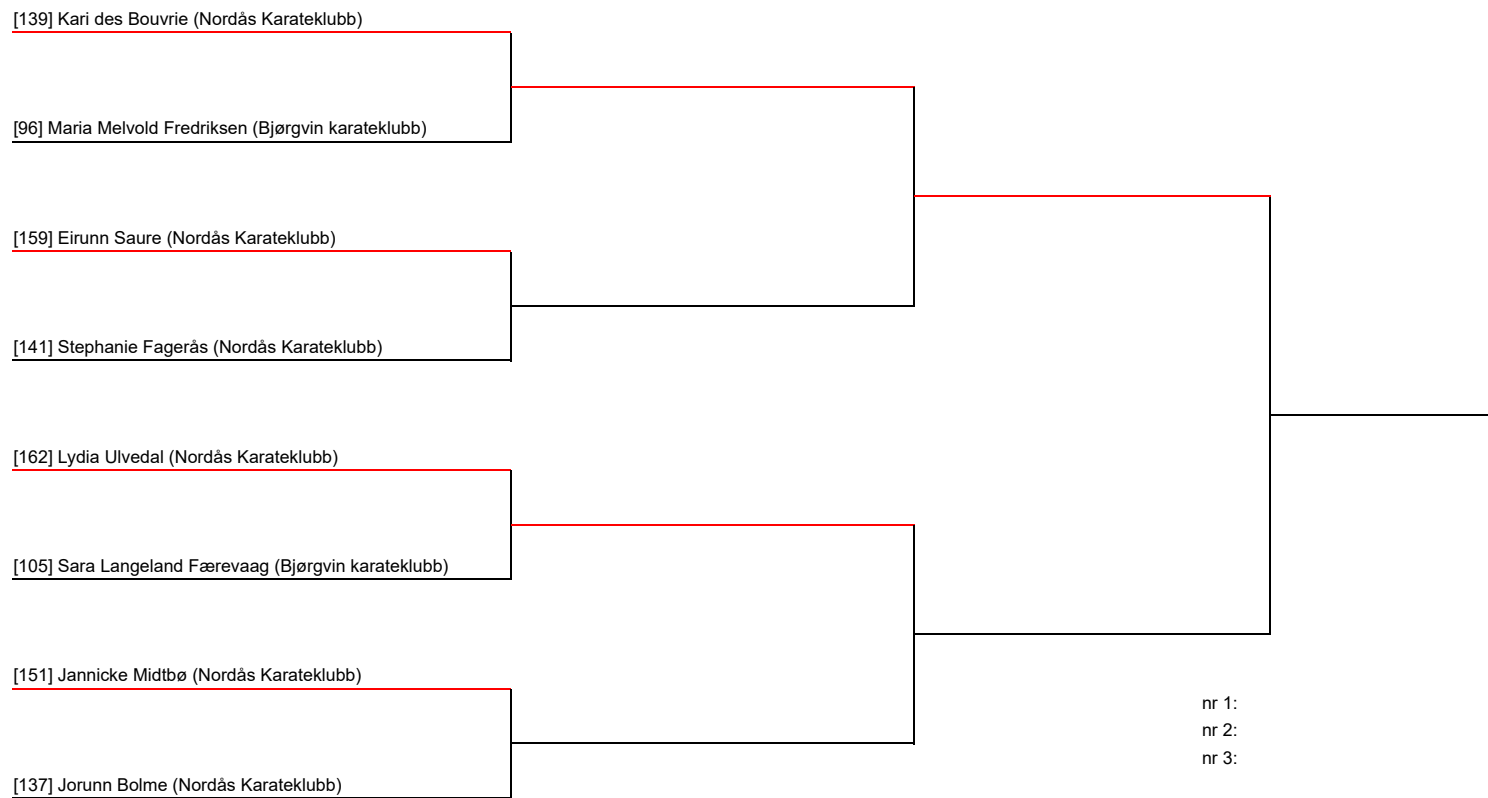 [139] Kari des Bouvrie (Nordås Karateklubb)
[96] Maria Melvold Fredriksen (Bjørgvin karateklubb)
[159] Eirunn Saure (Nordås Karateklubb)
[141] Stephanie Fagerås (Nordås Karateklubb)
[162] Lydia Ulvedal (Nordås Karateklubb)
[105] Sara Langeland Færevaag (Bjørgvin karateklubb)
[151] Jannicke Midtbø (Nordås Karateklubb)
nr 1:
nr 2:
nr 3:
[137] Jorunn Bolme (Nordås Karateklubb)